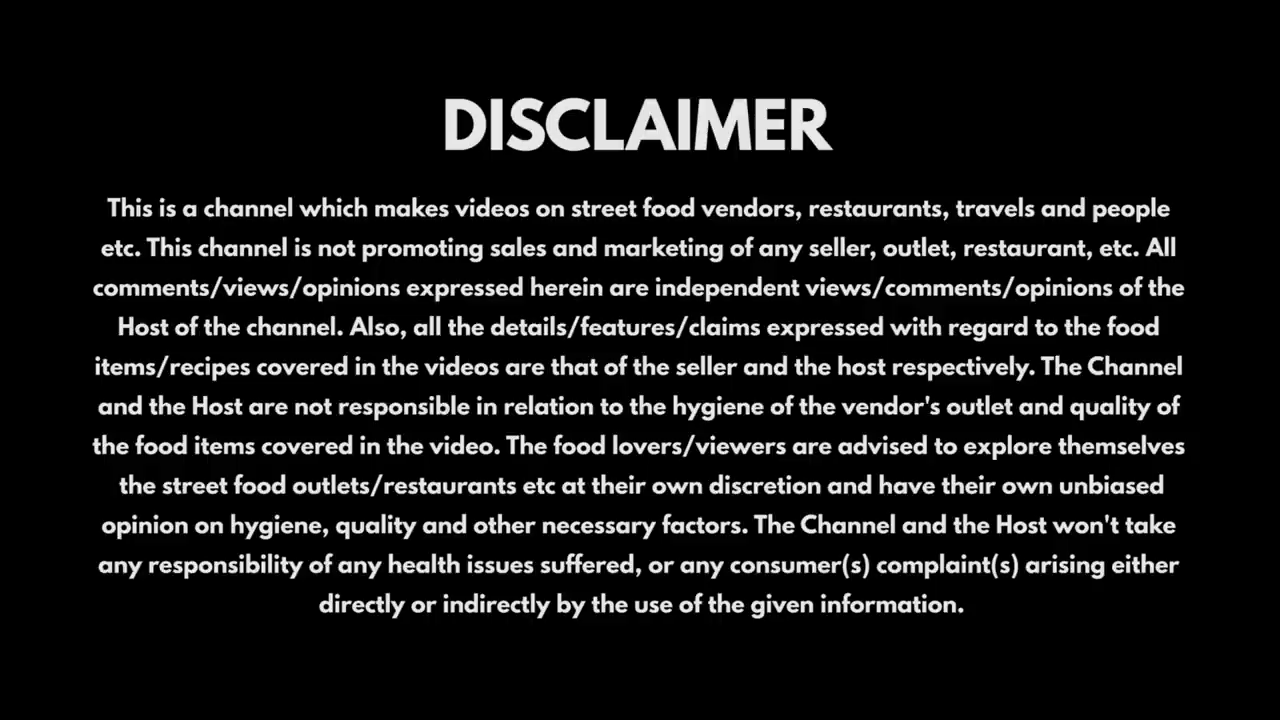 DISCLAIMER
This is a channel which makes videos on street food vendors, restaurants, travels and people
etc. This channel is not promoting sales and marketing of any seller, outlet, restaurant, etc. All
comments/views/opinions expressed herein are independent views/comments/opinions of the
Host of the channel. Also, all the details/features/claims expressed with regard to the food
items/recipes covered in the videos are that of the seller and the host respectively. The Channel
and the Host are not responsible in relation to the hygiene of the vendor's outlet and quality of
the food items covered in the video. The food lovers/viewers are advised to explore themselves
the street food outlets/restaurants etc at their own discretion and have their own unbiased
opinion on hygiene, quality and other necessary factors. The Channel and the Host won't take
any responsibility of any health issues suffered, or any consumer(s) complaint(s) arising either
directly or indirectly by the use of the given information.